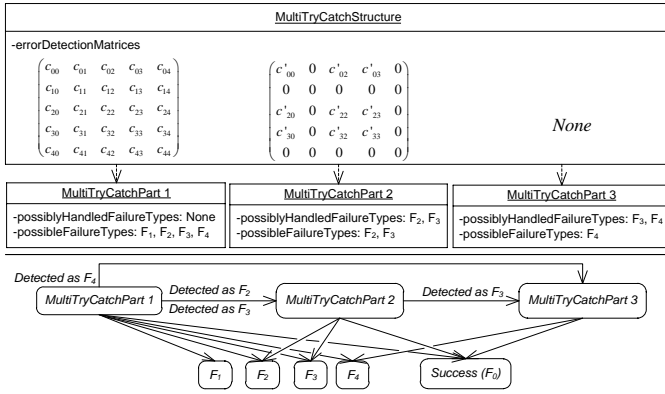 MultiTryCatchStructure
-errorDetectionMatrices
c₀₀ c₀₁ c₀₂ c₀₃ c₀₄
c₁₀ c₁₁ c₁₂ c₁₃ c₁₄
c₂₀ c₂₁ c₂₂ c₂₃ c₂₄
c₃₀ c₃₁ c₃₂ c₃₃ c₃₄
c₄₀ c₄₁ c₄₂ c₄₃ c₄₄
c'₀₀ 0 c'₀₂ c'₀₃ 0
0 0 0 0 0
c'₂₀ 0 c'₂₂ c'₂₃ 0
c'₃₀ 0 c'₃₂ c'₃₃ 0
0 0 0 0 0
None
MultiTryCatchPart 1
-possiblyHandledFailureTypes: None
-possibleFailureTypes: F₁, F₂, F₃, F₄
MultiTryCatchPart 2
-possiblyHandledFailureTypes: F₂, F₃
-possibleFailureTypes: F₂, F₃
MultiTryCatchPart 3
-possiblyHandledFailureTypes: F₃, F₄
-possibleFailureTypes: F₄
Detected as F₄
MultiTryCatchPart 1
Detected as F₂
Detected as F₃
MultiTryCatchPart 2
Detected as F₃
MultiTryCatchPart 3
F₁
F₂
F₃
F₄
Success (F₀)